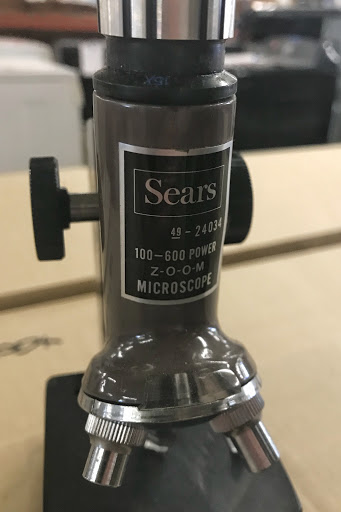 Sears
49 - 24034
100-600 POWER
Z-O-O-M
MICROSCOPE